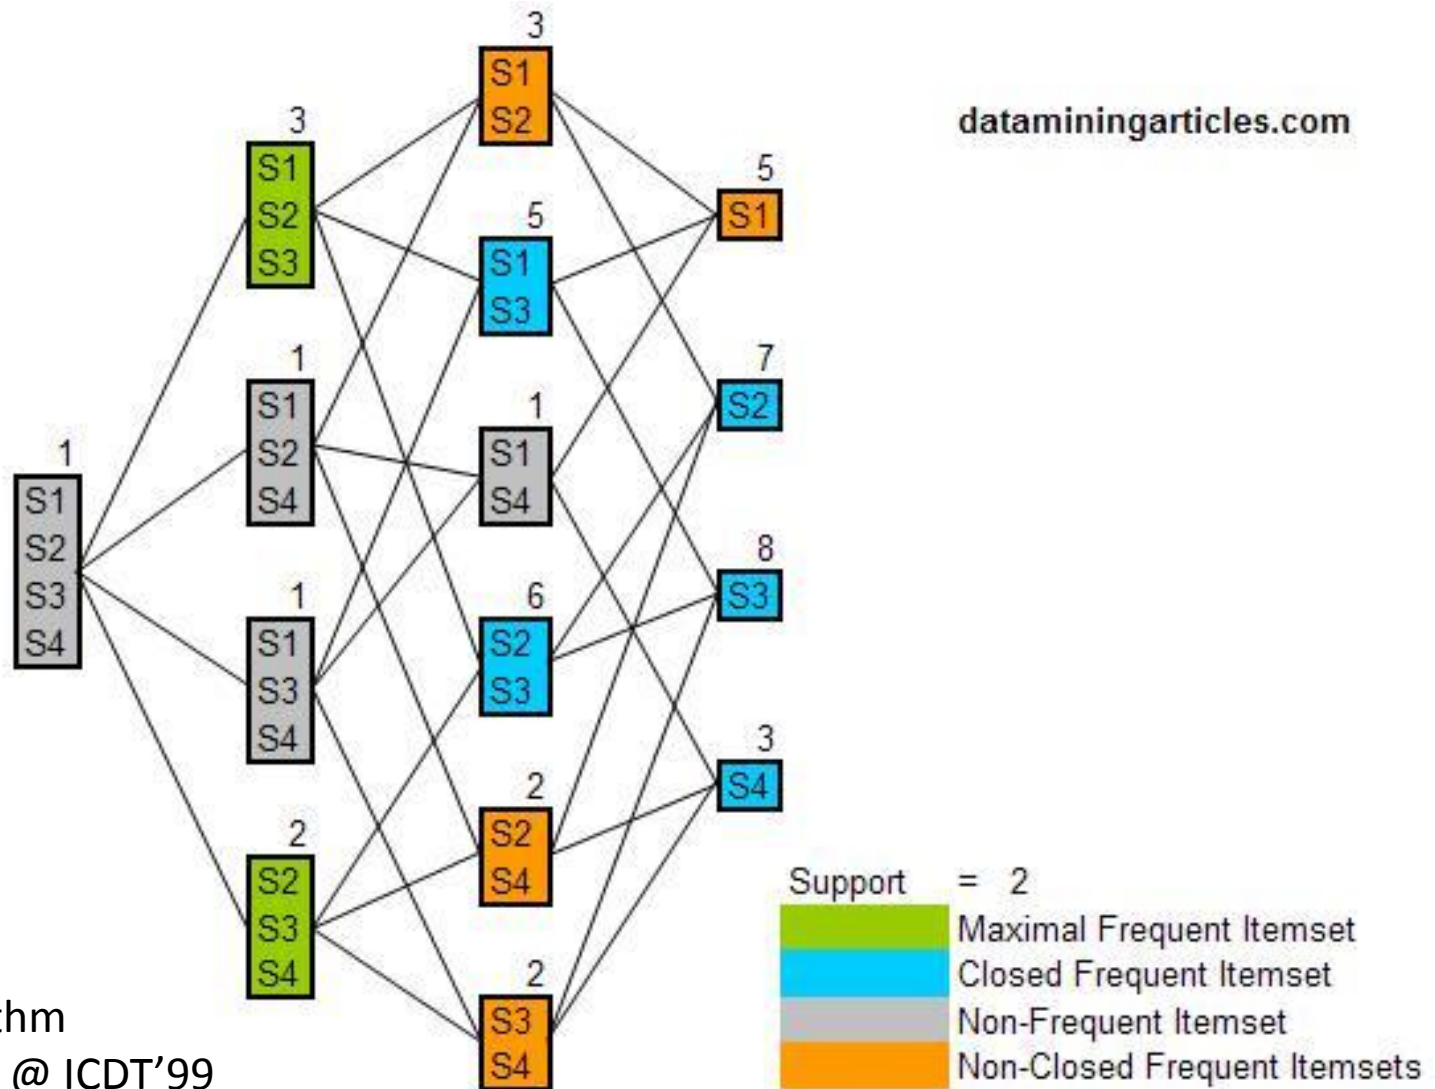 3
S1
S2
3
S1
S2
S3
dataminingarticles.com
5
S1
5
S1
S3
1
S1
S2
S4
7
S2
1
S1
S4
1
S1
S2
S3
S4
8
S3
1
S1
S3
S4
6
S2
S3
3
S4
2
S2
S4
2
S2
S3
S4
2
S3
S4
Support = 2
Maximal Frequent Itemset
Closed Frequent Itemset
Non-Frequent Itemset
Non-Closed Frequent Itemsets
thm
@ ICDT’99